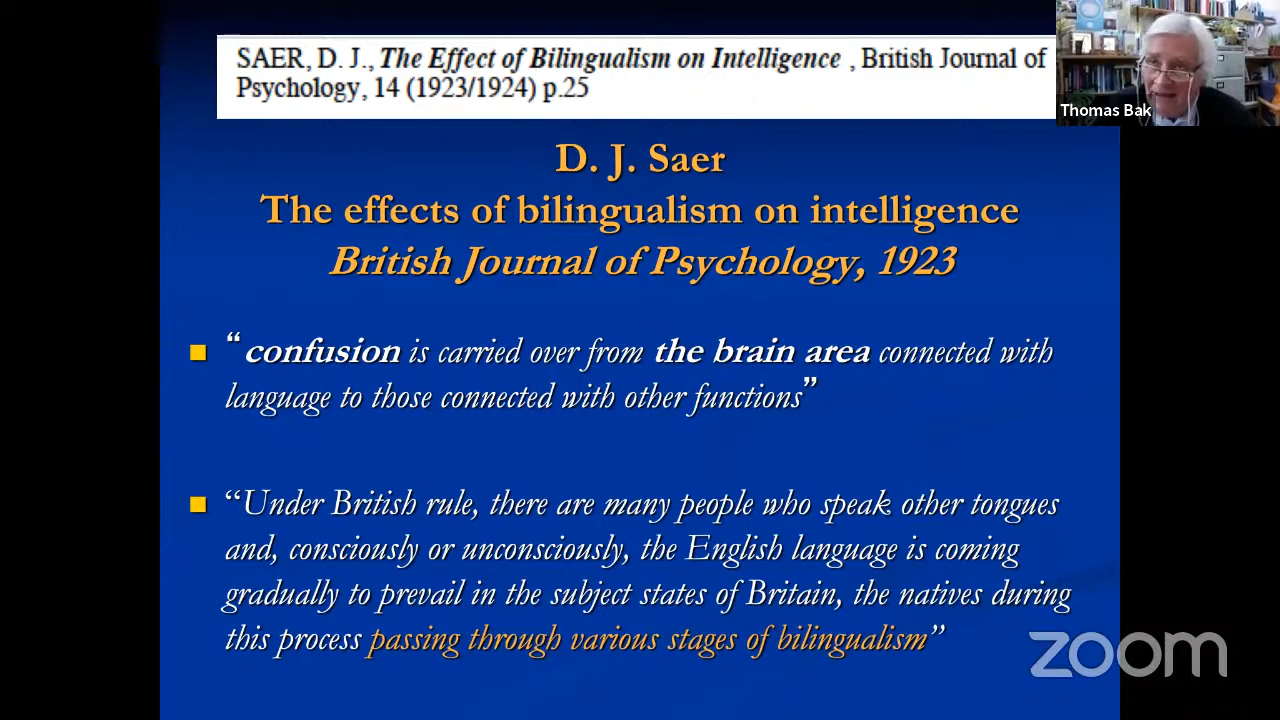 SAER, D. J., The Effect of Bilingualism on Intelligence , British Journal of
Psychology, 14 (1923/1924) p.25
Thomas Bak
D. J. Saer
The effects of bilingualism on intelligence
British Journal of Psychology, 1923
“confusion is carried over from the brain area connected with
language to those connected with other functions”
“Under British rule, there are many people who speak other tongues
and, consciously or unconsciously, the English language is coming
gradually to prevail in the subject states of Britain, the natives during
this process passing through various stages of bilingualism”
zoom